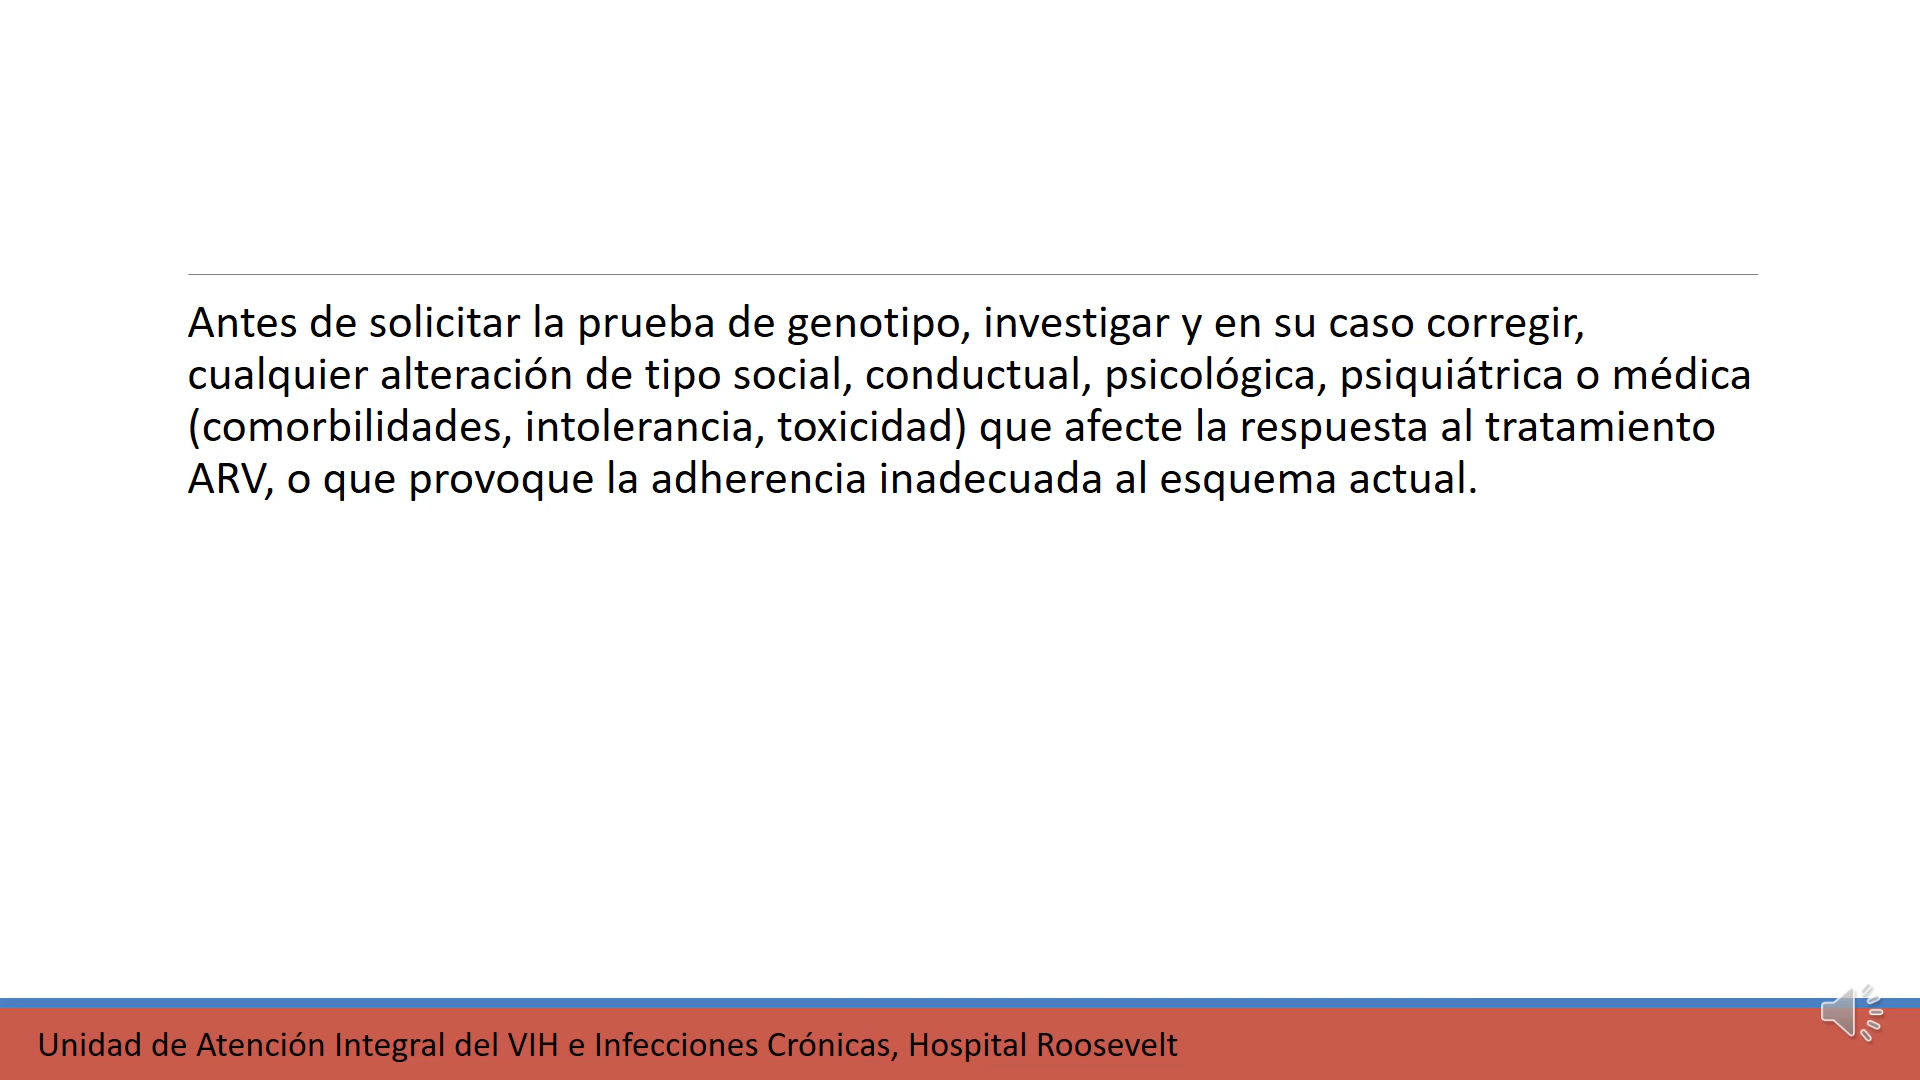 Antes de solicitar la prueba de genotipo, investigar y en su caso corregir,
cualquier alteración de tipo social, conductual, psicológica, psiquiátrica o médica
(comorbilidades, intolerancia, toxicidad) que afecte la respuesta al tratamiento
ARV, o que provoque la adherencia inadecuada al esquema actual.
Unidad de Atención Integral del VIH e Infecciones Crónicas, Hospital Roosevelt